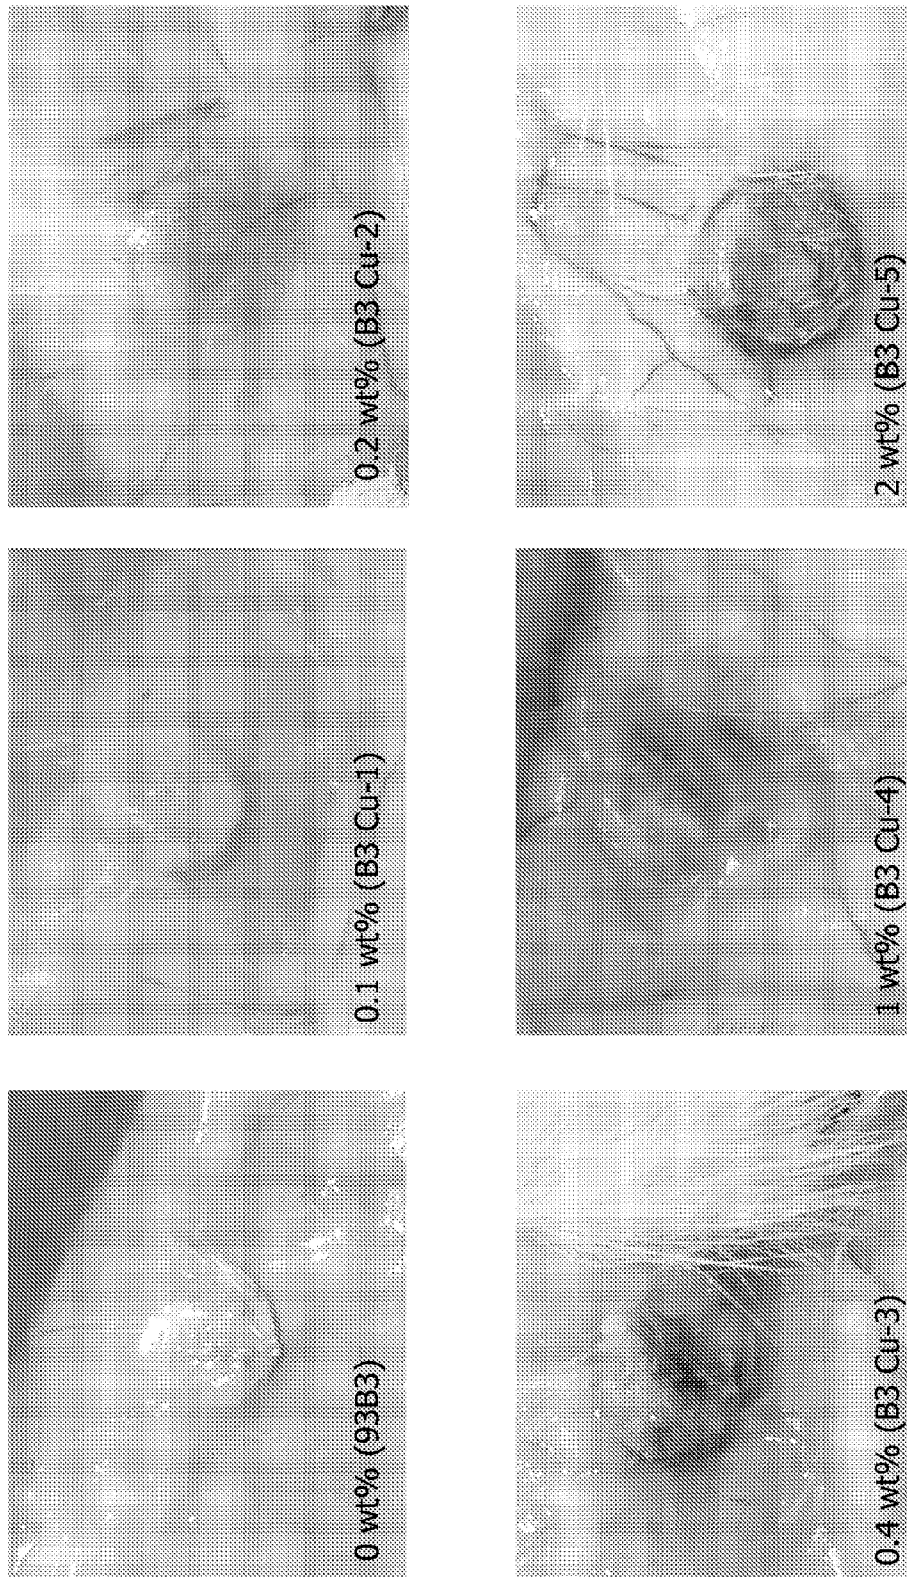 0 wt% (93B3)
0.1 wt% (B3 Cu-1)
0.2 wt% (B3 Cu-2)
0.4 wt% (B3 Cu-3)
1 wt% (B3 Cu-4)
2 wt% (B3 Cu-5)